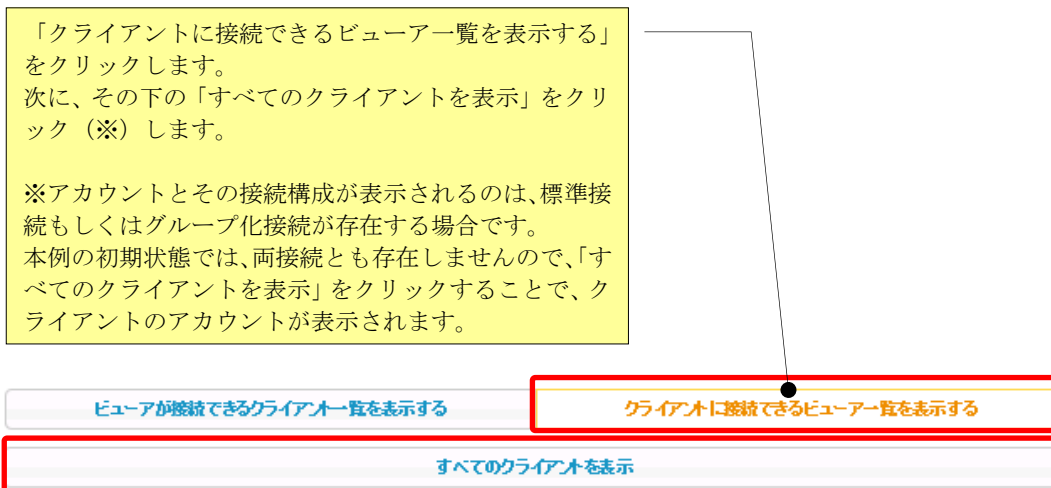 「クライアントに接続できるビューア一覧を表示する」
をクリックします。
次に、その下の「すべてのクライアントを表示」をクリ
ック（※）します。
※アカウントとその接続構成が表示されるのは、標準接
続もしくはグループ化接続が存在する場合です。
本例の初期状態では、両接続とも存在しませんので、「す
べてのクライアントを表示」をクリックすることで、ク
ライアントのアカウントが表示されます。
ビューアが接続できるクライアント一覧を表示する
クライアントに接続できるビューアー覧を表示する
すべてのクライアントを表示